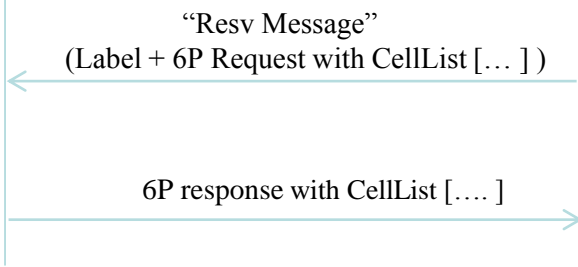 “Resv Message”
(Label + 6P Request with CellList [… ] )
6P response with CellList […. ]